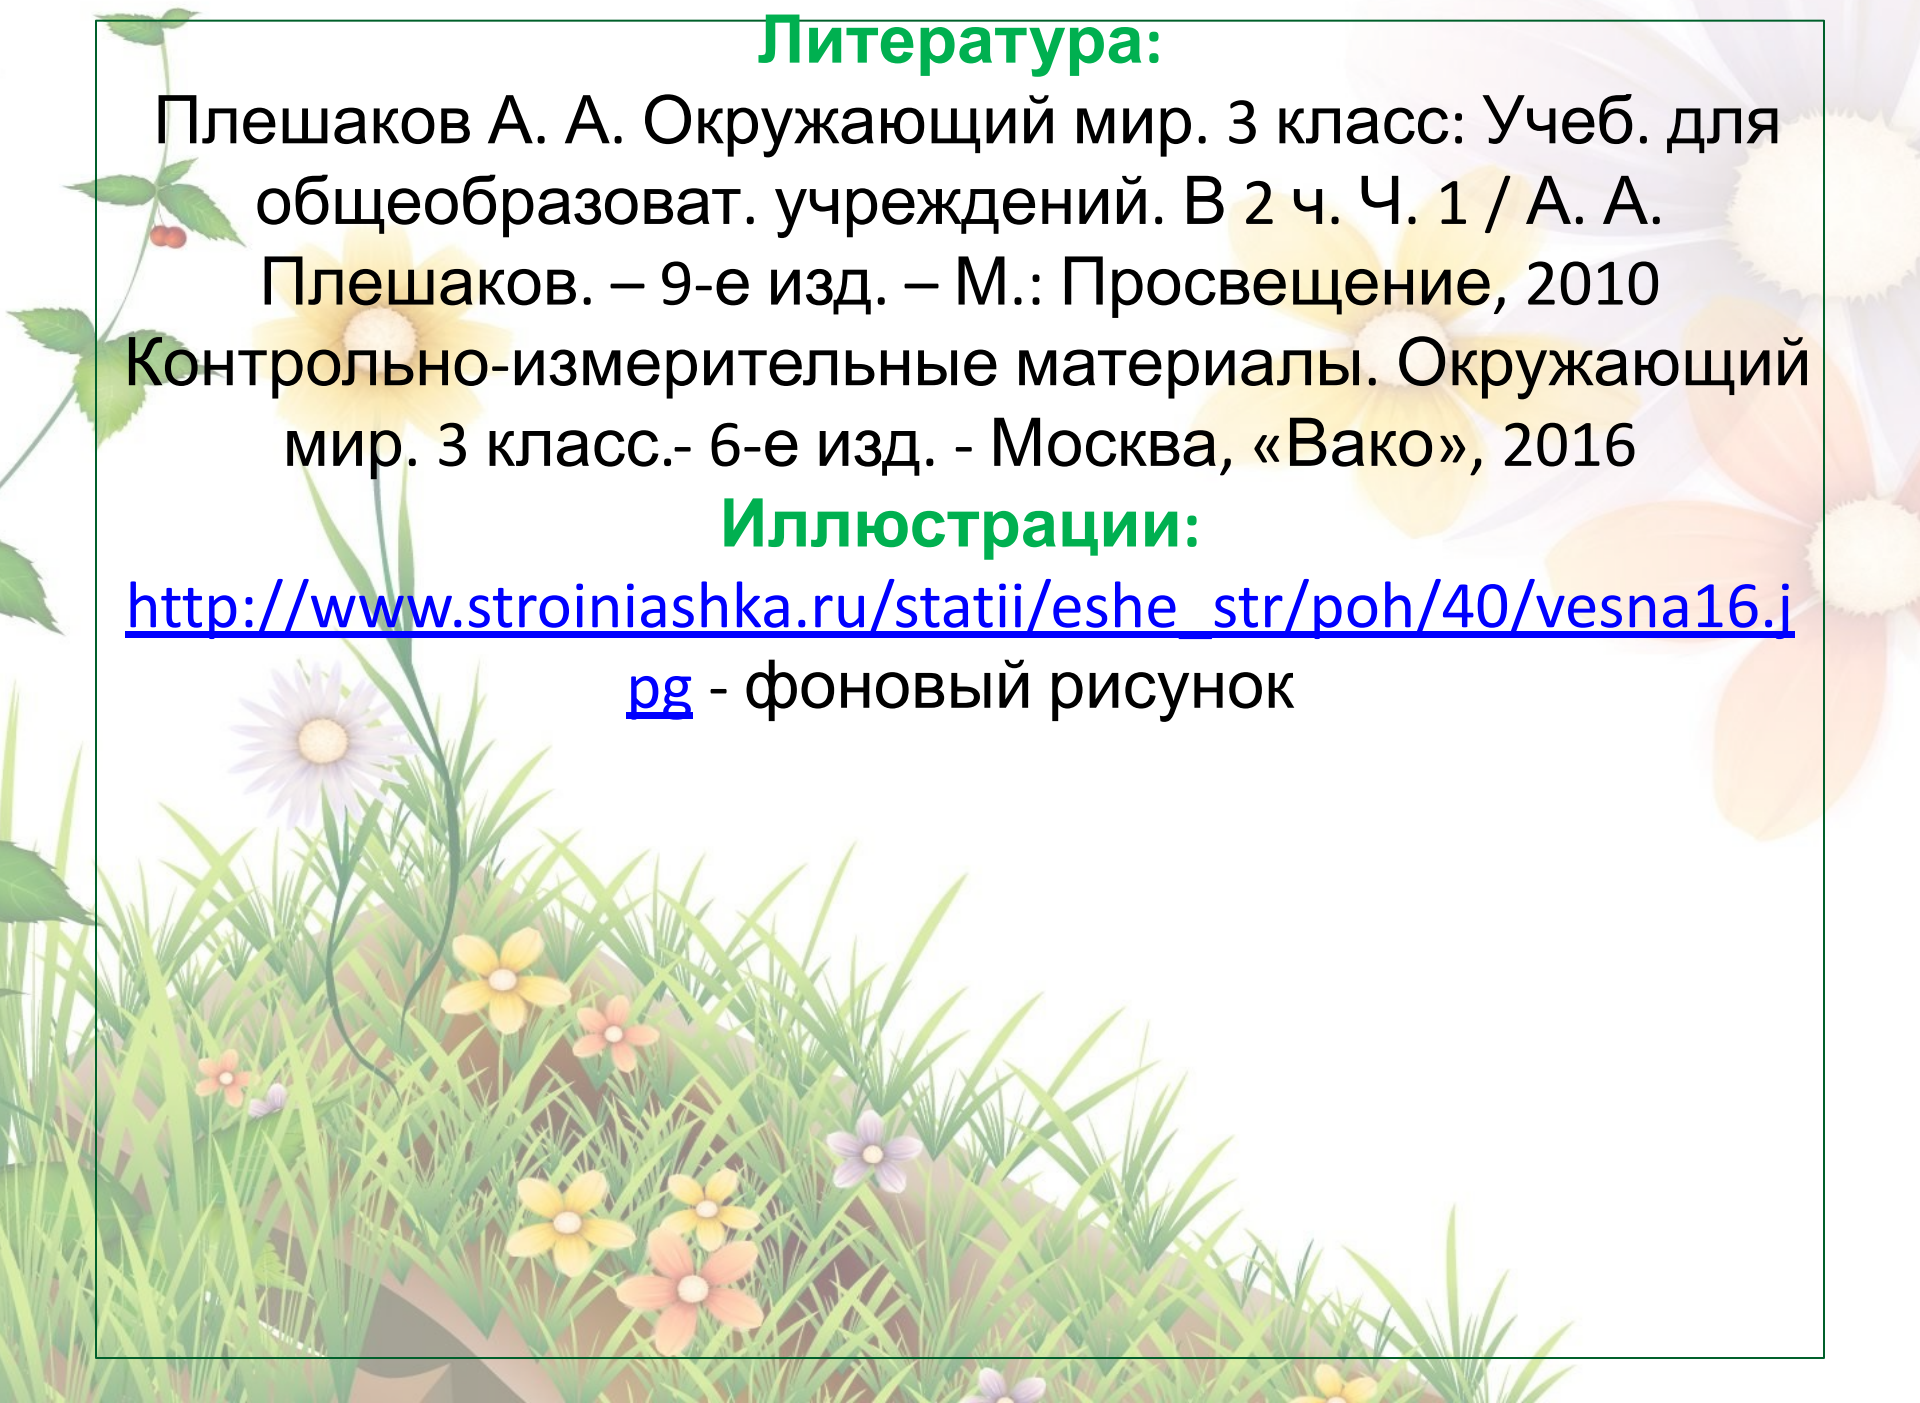 Литература:
Плешаков А. А. Окружающий мир. 3 класс: Учеб. для
общеобразоват. учреждений. В 2 ч. Ч. 1 / А. А.
Плешаков. – 9-е изд. – М.: Просвещение, 2010
Контрольно-измерительные материалы. Окружающий
мир. 3 класс.- 6-е изд. - Москва, «Вако», 2016
Иллюстрации:
http://www.stroiniashka.ru/statii/eshe_str/poh/40/vesna16.j
pg - фоновый рисунок